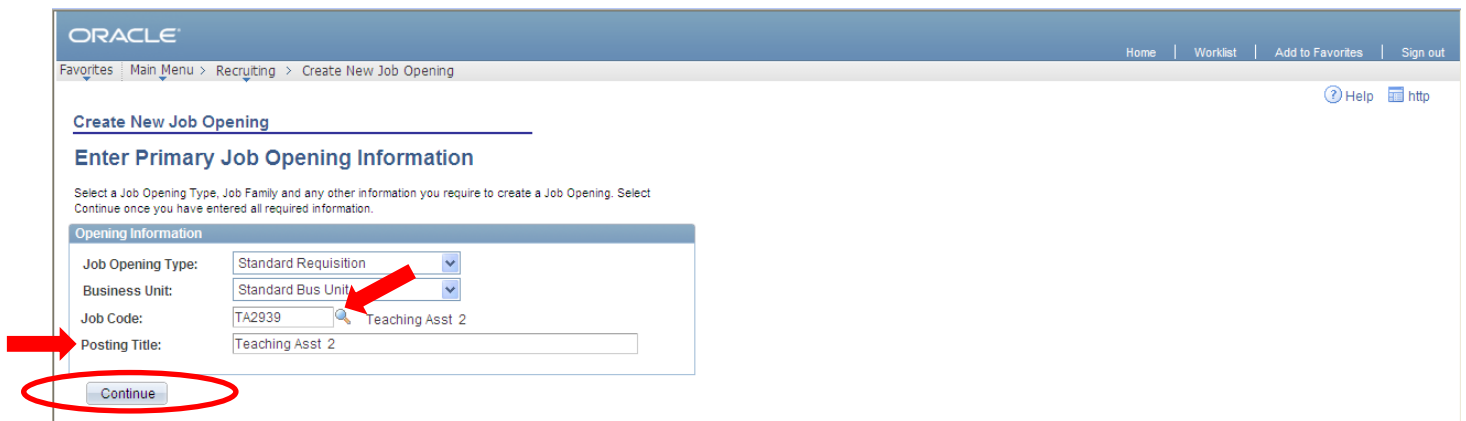 ORACLE
Home | Worklist | Add to Favorites | Sign out
Favorites Main Menu > Recruiting > Create New Job Opening
? Help http
Create New Job Opening
Enter Primary Job Opening Information
Select a Job Opening Type, Job Family and any other information you require to create a Job Opening. Select
Continue once you have entered all required information.
Opening Information
Job Opening Type: Standard Requisition
Business Unit: Standard Bus Unit
Job Code: TA2939 Teaching Asst 2
Posting Title: Teaching Asst 2
Continue